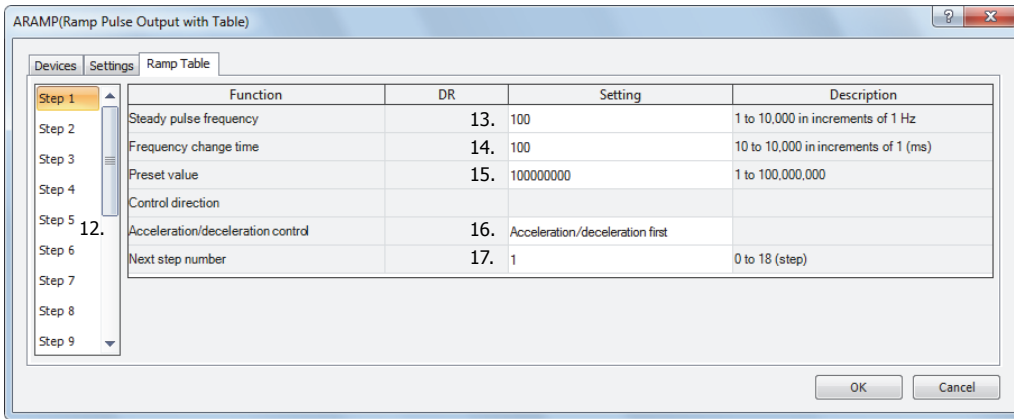 ARAMP(Ramp Pulse Output with Table)
Devices Settings Ramp Table
Function DR Setting Description
Step 1
Step 2
Step 3
Step 4
Step 5
Step 6
Step 7
Step 8
Step 9
12.
Steady pulse frequency 13. 100 1 to 10,000 in increments of 1 Hz
Frequency change time 14. 100 10 to 10,000 in increments of 1 (ms)
Preset value 15. 100000000 1 to 100,000,000
Control direction
Acceleration/deceleration control 16. Acceleration/deceleration first
Next step number 17. 1 0 to 18 (step)
OK Cancel